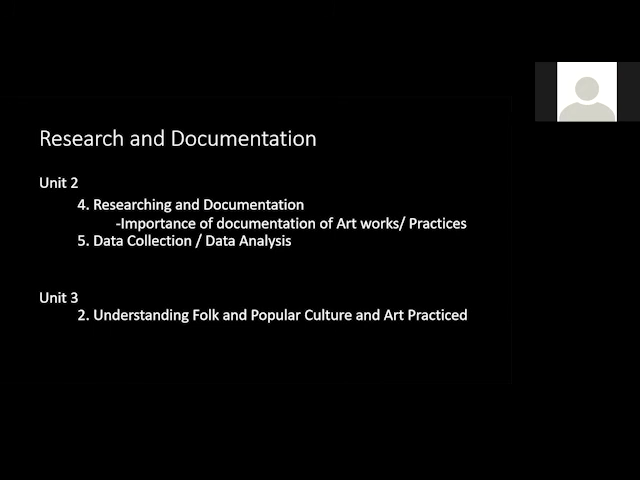 Research and Documentation
Unit 2
4. Researching and Documentation
-Importance of documentation of Art works/ Practices
5. Data Collection / Data Analysis
Unit 3
2. Understanding Folk and Popular Culture and Art Practiced